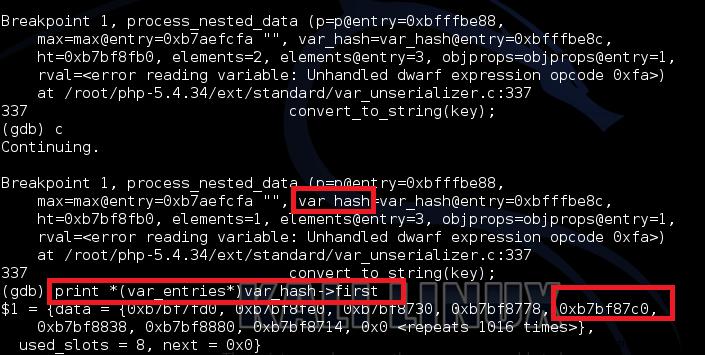 Breakpoint 1, process_nested_data (p=p@entry=0xbfffbe88,
max=max@entry=0xb7aefcfa "", var_hash=var_hash@entry=0xbfffbe8c,
ht=0xb7bf8fb0, elements=2, elements@entry=3, objprops=objprops@entry=1,
rval=<error reading variable: Unhandled dwarf expression opcode 0xfa>)
at /root/php-5.4.34/ext/standard/var_unserializer.c:337
337 convert_to_string(key);
(gdb) c
Continuing.
Breakpoint 1, process_nested_data (p=p@entry=0xbfffbe88,
max=max@entry=0xb7aefcfa "", var_hash=var_hash@entry=0xbfffbe8c,
ht=0xb7bf8fb0, elements=1, elements@entry=3, objprops=objprops@entry=1,
rval=<error reading variable: Unhandled dwarf expression opcode 0xfa>)
at /root/php-5.4.34/ext/standard/var_unserializer.c:337
337 convert_to_string(key);
(gdb) print *(var_entries*)var_hash->first
$1 = {data = {0xb7bf7fd0, 0xb7bf8fe0, 0xb7bf8730, 0xb7bf8778, 0xb7bf87c0,
0xb7bf8838, 0xb7bf8880, 0xb7bf8714, 0x0 <repeats 1016 times>},
used_slots = 8, next = 0x0}
KALI LINUX